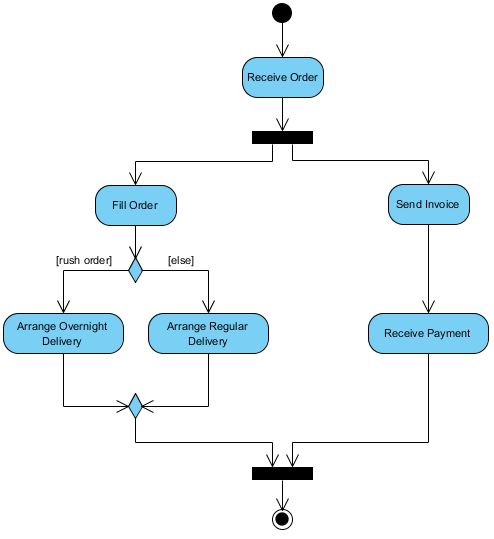 Receive Order
Fill Order
Send Invoice
[rush order]
[else]
Arrange Overnight
Delivery
Arrange Regular
Delivery
Receive Payment